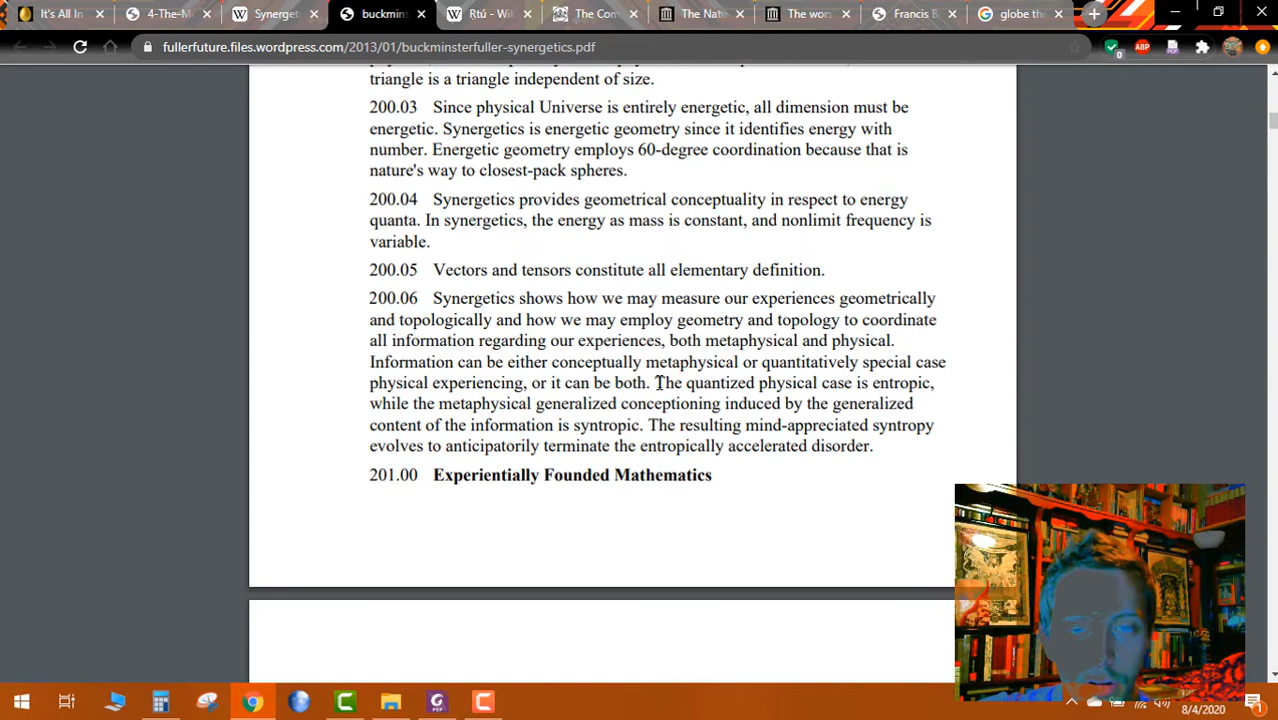 It's All In
4-The-M
Synerget
buckmins
Ṛtú - Wil
The Com
The Natu
The wors
Francis B
globe the
fullerfuture.files.wordpress.com/2013/01/buckminsterfuller-synergetics.pdf
ABP
0
triangle is a triangle independent of size.
200.03 Since physical Universe is entirely energetic, all dimension must be
energetic. Synergetics is energetic geometry since it identifies energy with
number. Energetic geometry employs 60-degree coordination because that is
nature's way to closest-pack spheres.
200.04 Synergetics provides geometrical conceptuality in respect to energy
quanta. In synergetics, the energy as mass is constant, and nonlimit frequency is
variable.
200.05 Vectors and tensors constitute all elementary definition.
200.06 Synergetics shows how we may measure our experiences geometrically
and topologically and how we may employ geometry and topology to coordinate
all information regarding our experiences, both metaphysical and physical.
Information can be either conceptually metaphysical or quantitatively special case
physical experiencing, or it can be both. The quantized physical case is entropic,
while the metaphysical generalized conceptioning induced by the generalized
content of the information is syntropic. The resulting mind-appreciated syntropy
evolves to anticipatorily terminate the entropically accelerated disorder.
201.00 Experientially Founded Mathematics
PDF
8/4/2020